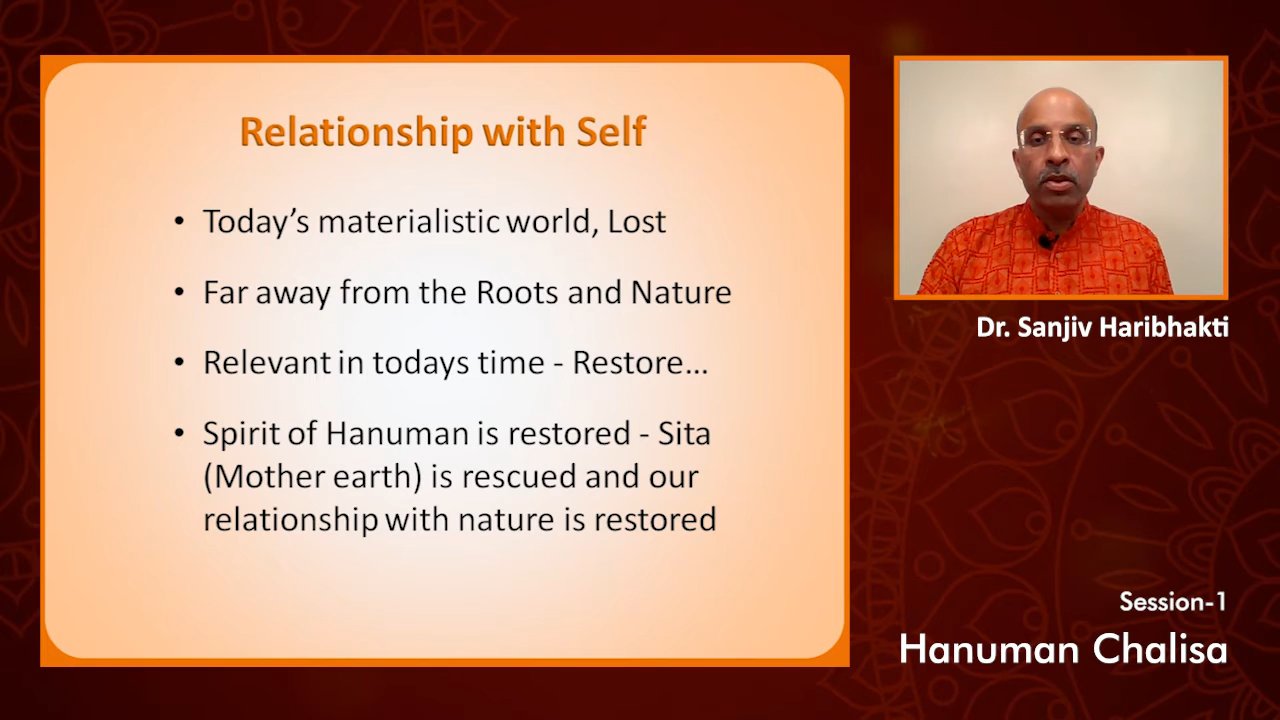 Relationship with Self
• Today's materialistic world, Lost
• Far away from the Roots and Nature
• Relevant in todays time - Restore...
• Spirit of Hanuman is restored - Sita
(Mother earth) is rescued and our
relationship with nature is restored
Dr. Sanjiv Haribhakti
Session-1
Hanuman Chalisa